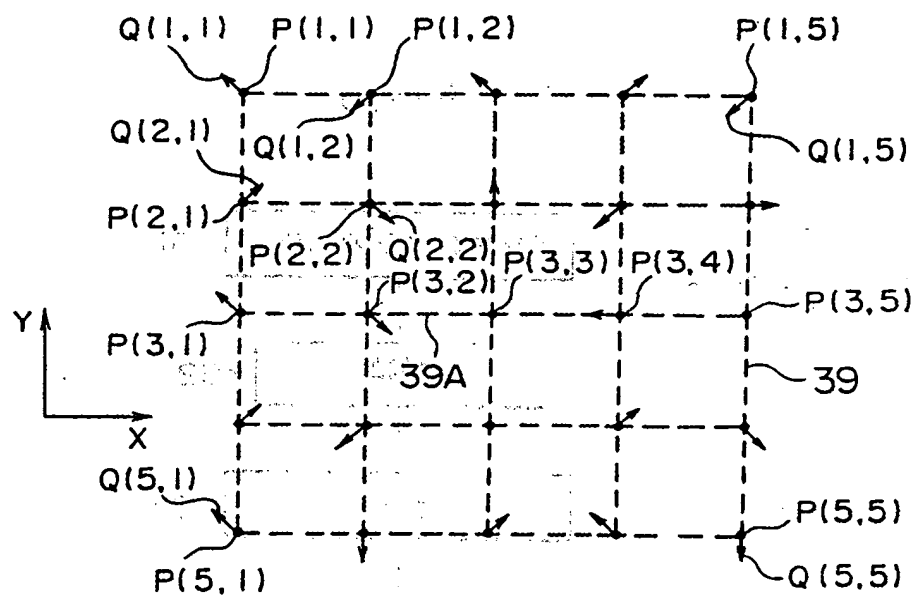 Q(1,1) P(1,1) P(1,2) P(1,5)
Q(2,1) Q(1,2) Q(1,5)
P(2,1) P(2,2) Q(2,2) P(3,3) P(3,4)
P(3,2) P(3,5)
Y P(3,1) 39A 39
X
Q(5,1) P(5,5)
P(5,1) Q(5,5)